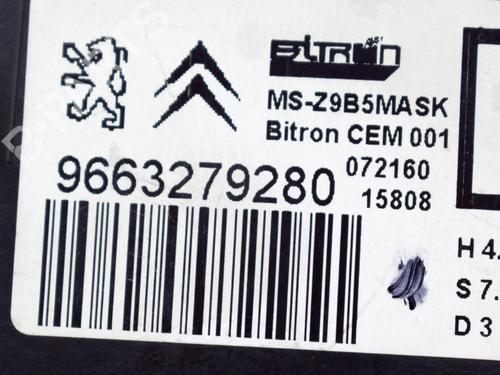 BITRON
MS-Z9B5MASK
Bitron CEM 001
9663279280
072160
15808
H 4.
S 7.
D 3